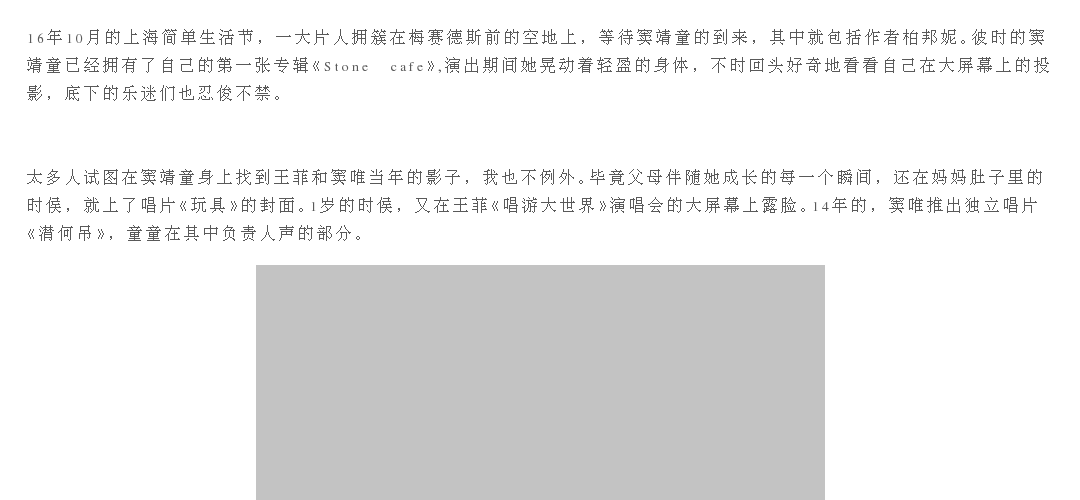 16年10月的上海简单生活节，一大片人拥簇在梅赛德斯前的空地上，等待窦靖童的到来，其中就包括作者柏邦妮。彼时的窦
靖童已经拥有了自己的第一张专辑《Stone cafe》,演出期间她晃动着轻盈的身体，不时回头好奇地看看自己在大屏幕上的投
影，底下的乐迷们也忍俊不禁。
太多人试图在窦靖童身上找到王菲和窦唯当年的影子，我也不例外。毕竟父母伴随她成长的每一个瞬间，还在妈妈肚子里的
时侯，就上了唱片《玩具》的封面。1岁的时侯，又在王菲《唱游大世界》演唱会的大屏幕上露脸。14年的，窦唯推出独立唱片
《潸何吊》，童童在其中负责人声的部分。